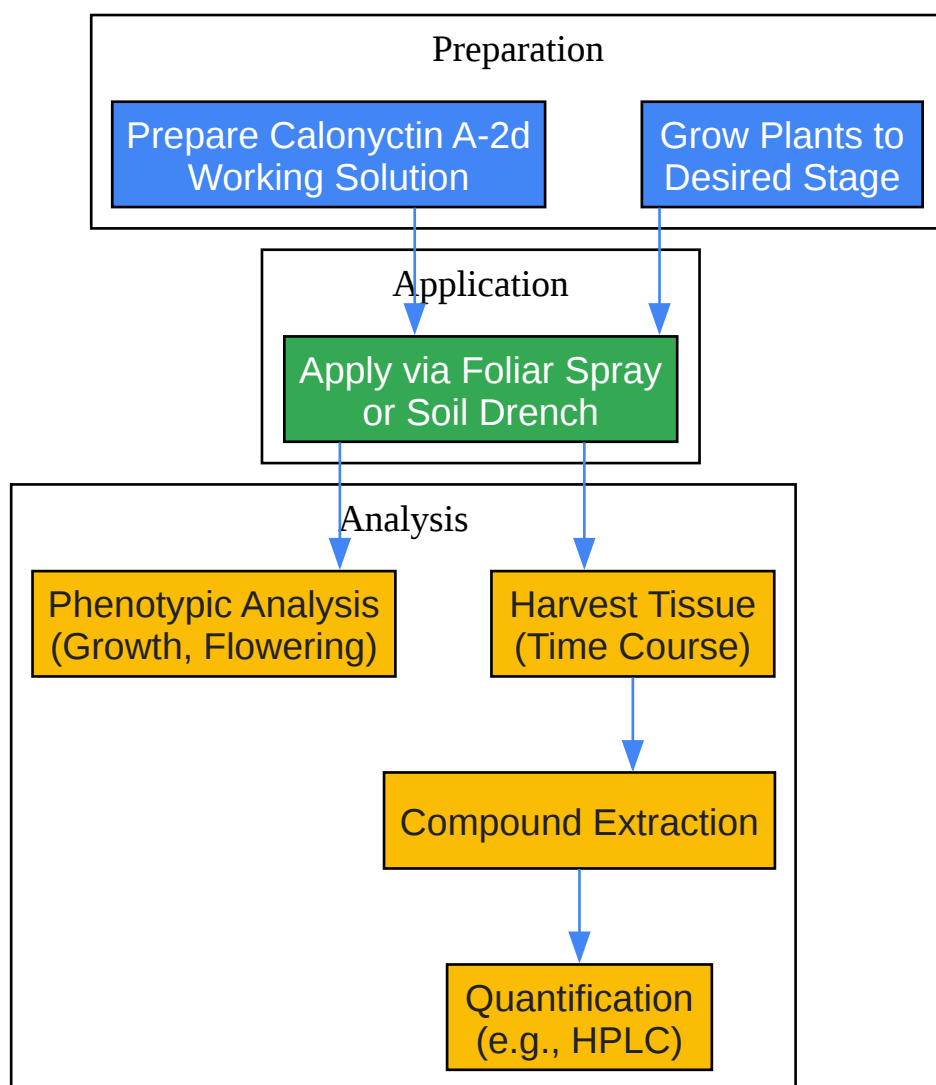 Preparation
Prepare Calonyctin A-2d
Working Solution
Grow Plants to
Desired Stage
Application
Apply via Foliar Spray
or Soil Drench
Analysis
Phenotypic Analysis
(Growth, Flowering)
Harvest Tissue
(Time Course)
Compound Extraction
Quantification
(e.g., HPLC)